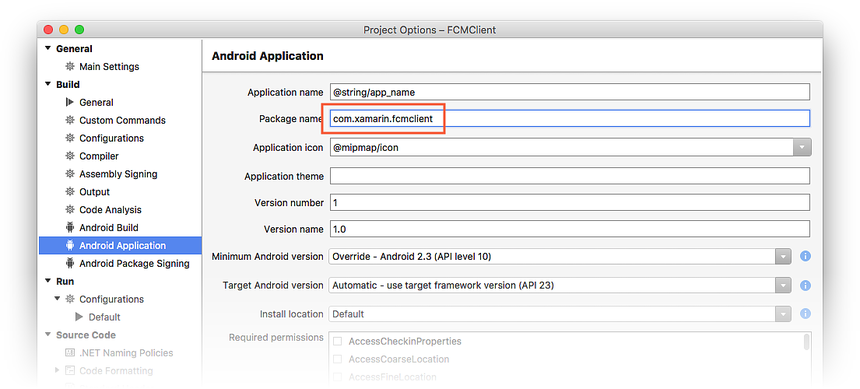 Project Options – FCMClient
General
Main Settings
Build
General
Custom Commands
Configurations
Compiler
Assembly Signing
Output
Code Analysis
Android Build
Android Application
Android Package Signing
Run
Configurations
Default
Source Code
.NET Naming Policies
Code Formatting
Android Application
Application name @string/app_name
Package name com.xamarin.fcmclient
Application icon @mipmap/icon
Application theme
Version number 1
Version name 1.0
Minimum Android version Override - Android 2.3 (API level 10)
Target Android version Automatic - use target framework version (API 23)
Install location Default
Required permissions AccessCheckinProperties
AccessCoarseLocation
AccessFineLocation